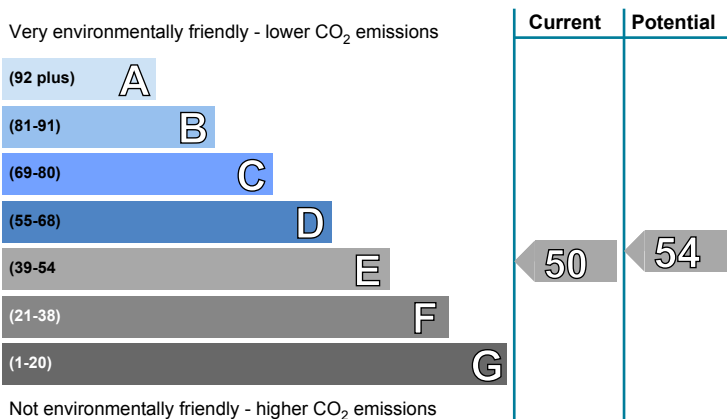 Very environmentally friendly - lower CO2 emissions
Current Potential
(92 plus) A
(81-91) B
(69-80) C
(55-68) D
(39-54 E
50 54
(21-38) F
(1-20) G
Not environmentally friendly - higher CO2 emissions